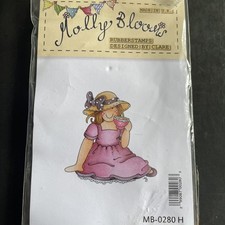 Molly Blooms
RUBBERSTAMPS
DESIGNED BY CLARE
MB-0280 H